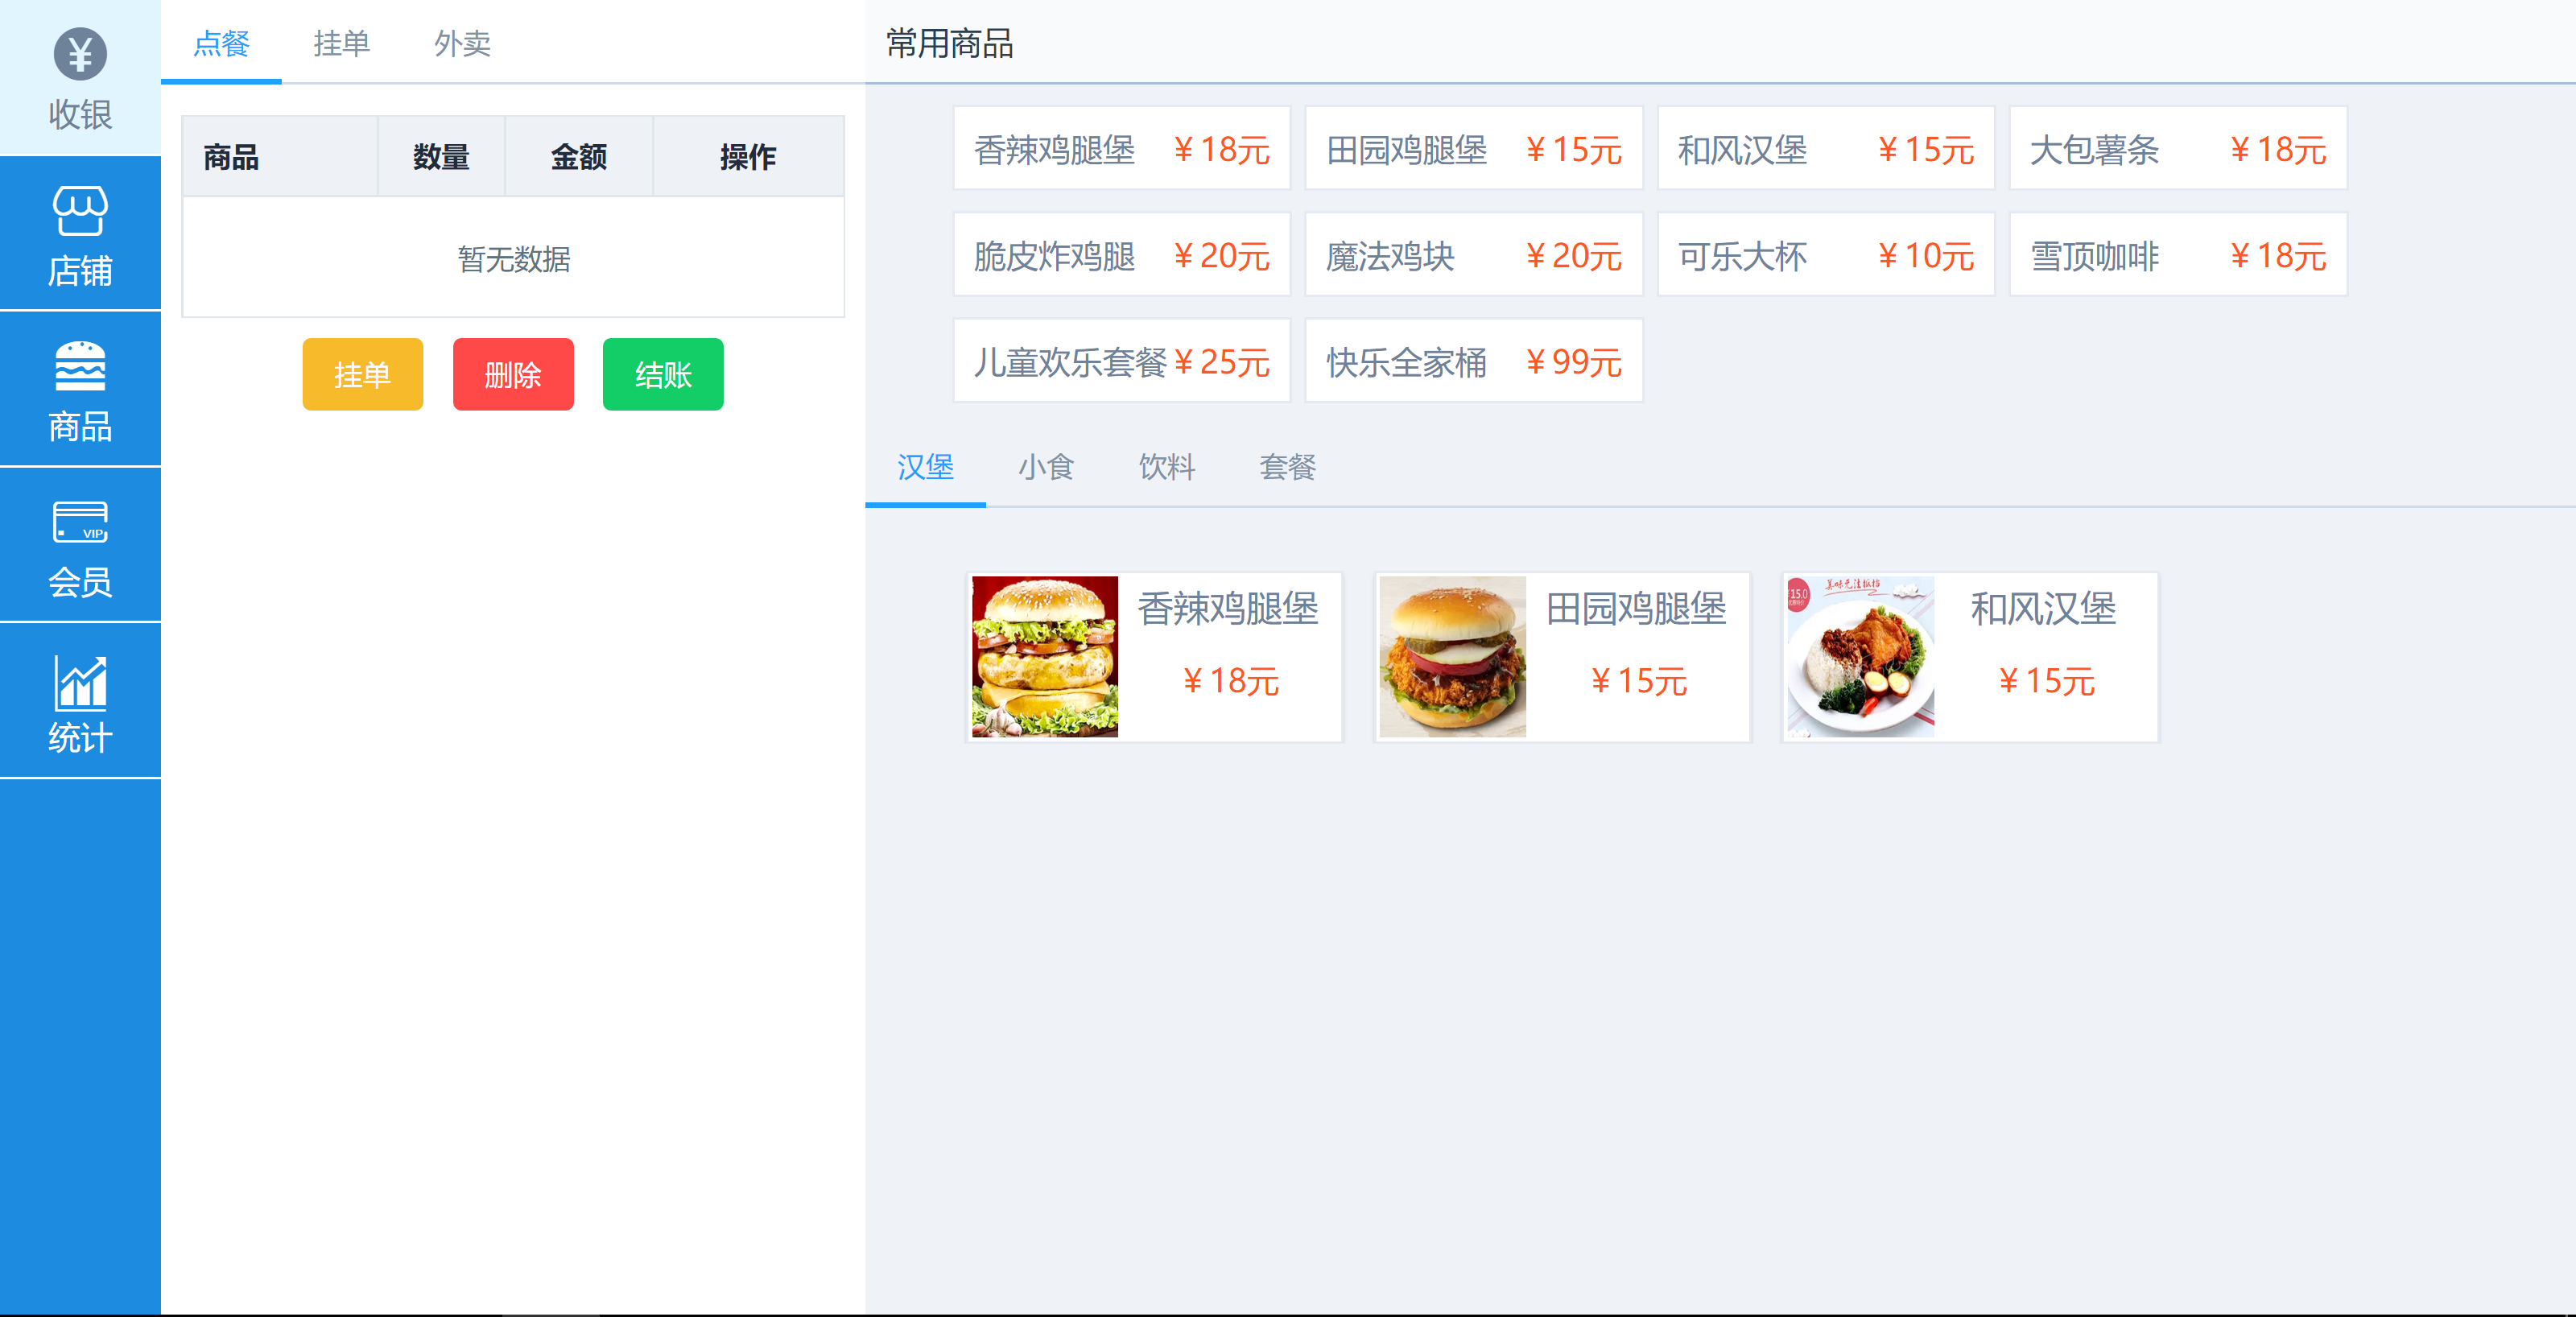 收银
店铺
商品
VIP
会员
统计
点餐 挂单 外卖
商品 数量 金额 操作
暂无数据
挂单 删除 结账
常用商品
香辣鸡腿堡 ¥ 18元
田园鸡腿堡 ¥ 15元
和风汉堡 ¥ 15元
大包薯条 ¥ 18元
脆皮炸鸡腿 ¥ 20元
魔法鸡块 ¥ 20元
可乐大杯 ¥ 10元
雪顶咖啡 ¥ 18元
儿童欢乐套餐 ¥ 25元
快乐全家桶 ¥ 99元
汉堡 小食 饮料 套餐
香辣鸡腿堡
¥ 18元
田园鸡腿堡
¥ 15元
美味无法抵挡
15.0
和风汉堡
¥ 15元